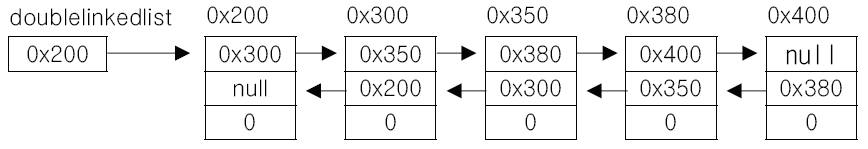 doublelinkedlist 0x200 0x300 0x350 0x380 0x400
0x200 0x300 0x350 0x380 0x400 null
null 0x200 0x300 0x350 0x380
0 0 0 0 0